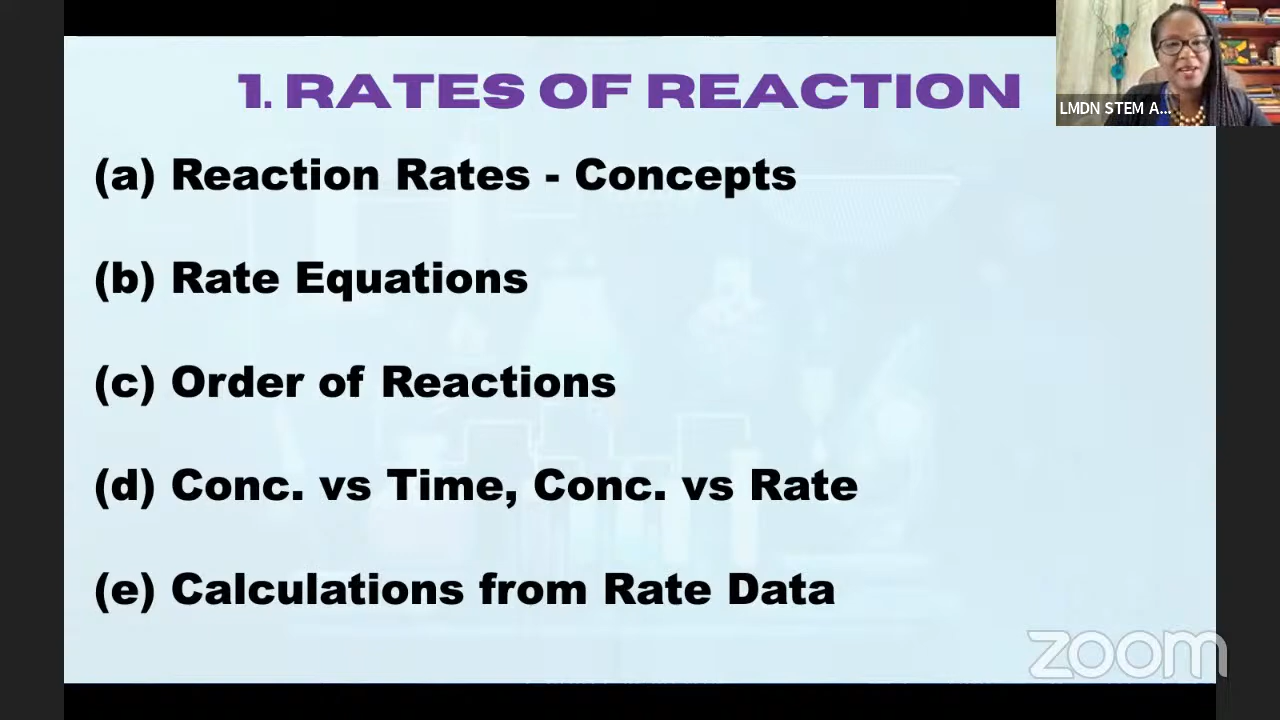 1. RATES OF REACTION
LMDN STEM A...
(a) Reaction Rates - Concepts
(b) Rate Equations
(c) Order of Reactions
(d) Conc. vs Time, Conc. vs Rate
(e) Calculations from Rate Data
zoom